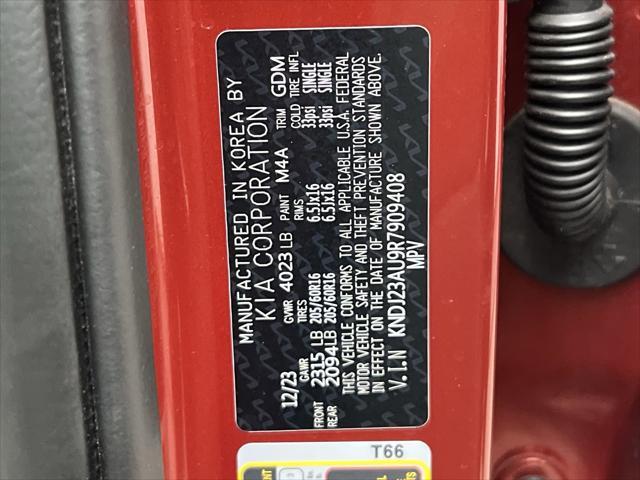 MANUFACTURED IN KOREA BY
KIA CORPORATION
12/23 GVWR 4023 LB PAINT M4A TRIM GDM
GAWR TIRES RIMS COLD TIRE INFL
FRONT 2315 LB 205/60R16 6.5Jx16 33psi SINGLE
REAR 2094LB 205/60R16 6.5Jx16 33psi SINGLE
THIS VEHICLE CONFORMS TO ALL APPLICABLE U.S.A. FEDERAL
MOTOR VEHICLE SAFETY AND THEFT PREVENTION STANDARDS
IN EFFECT ON THE DATE OF MANUFACTURE SHOWN ABOVE.
V.I.N KNDJ23AU9R7909408
MPV
T66